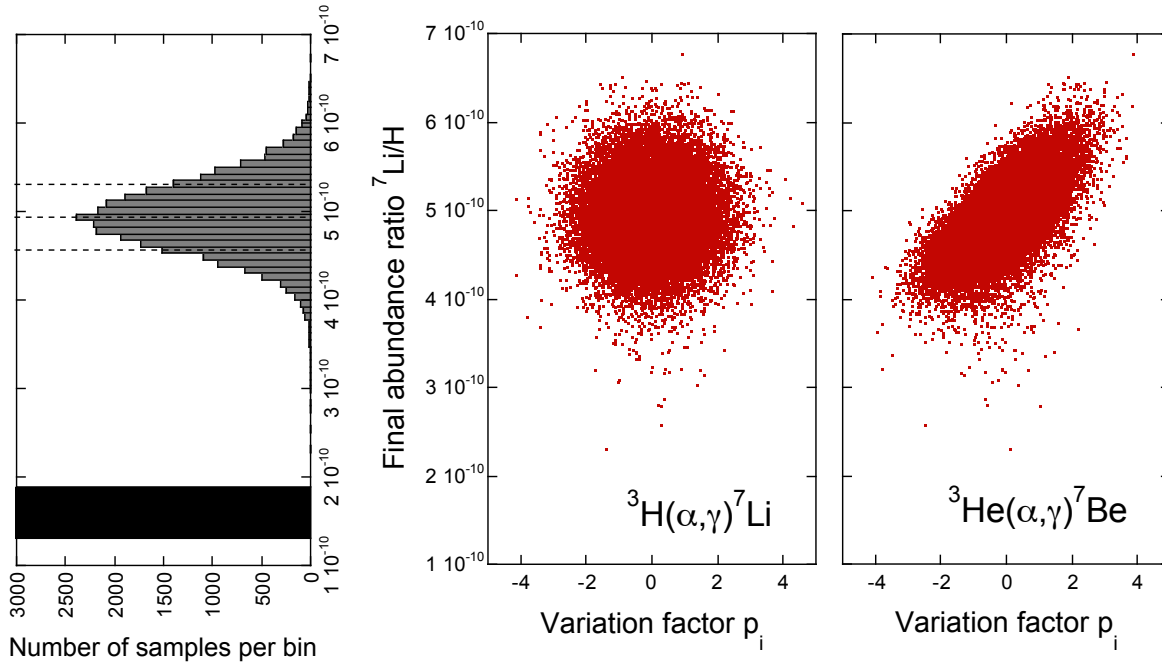 7 10^-10
6 10^-10
5 10^-10
4 10^-10
3 10^-10
2 10^-10
1 10^-10
3000
2500
2000
1500
1000
500
0
Number of samples per bin
Final abundance ratio ^7Li/H
7 10^-10
6 10^-10
5 10^-10
4 10^-10
3 10^-10
2 10^-10
1 10^-10
^3H(α,γ)^7Li
-4 -2 0 2 4
Variation factor p_i
^3He(α,γ)^7Be
-4 -2 0 2 4
Variation factor p_i